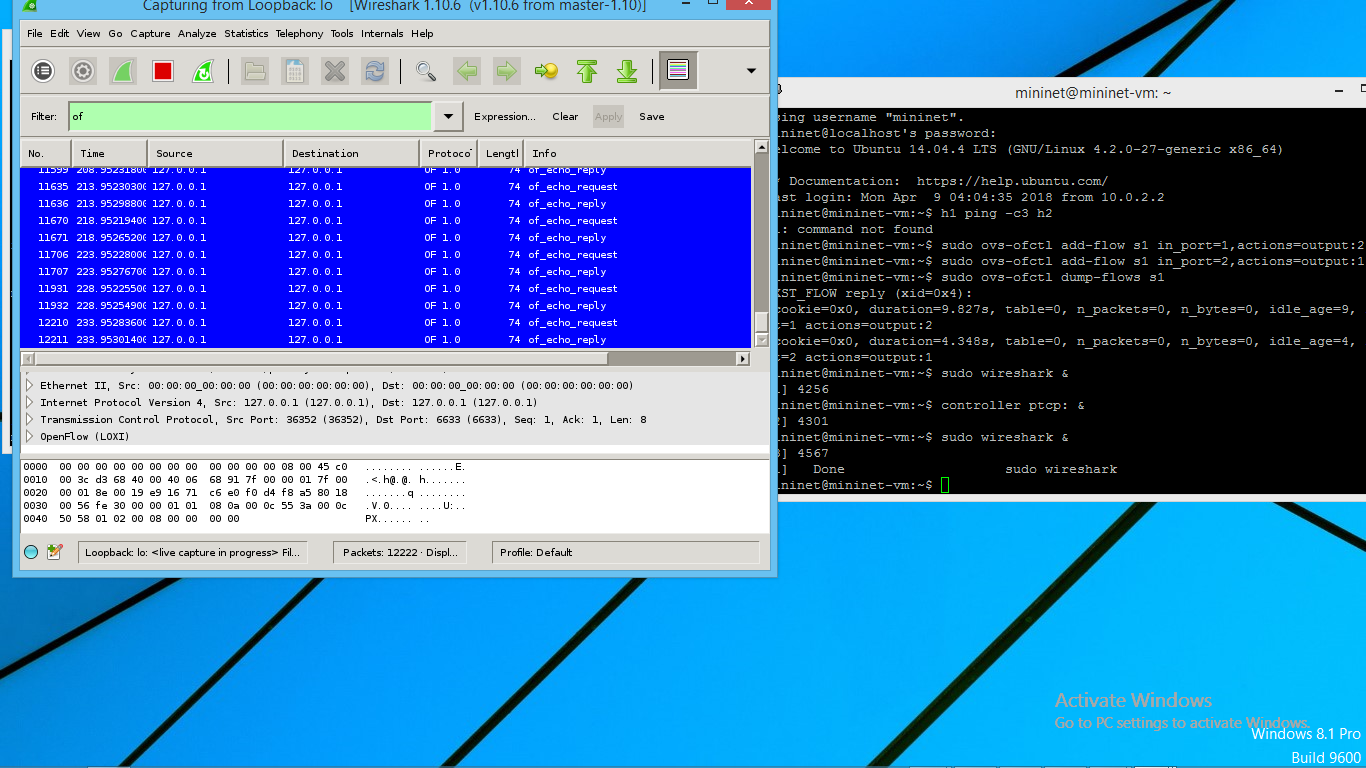 Capturing from Loopback: lo [Wireshark 1.10.6 (v1.10.6 from master-1.10)]
File Edit View Go Capture Analyze Statistics Telephony Tools Internals Help
Filter: of Expression... Clear Apply Save
No. Time Source Destination Protoco Lengtl Info
11599 208.95231800 127.0.0.1 127.0.0.1 OF 1.0 74 of_echo_reply
11635 213.95230300 127.0.0.1 127.0.0.1 OF 1.0 74 of_echo_request
11636 213.95298800 127.0.0.1 127.0.0.1 OF 1.0 74 of_echo_reply
11670 218.95219400 127.0.0.1 127.0.0.1 OF 1.0 74 of_echo_request
11671 218.95265200 127.0.0.1 127.0.0.1 OF 1.0 74 of_echo_reply
11706 223.95228000 127.0.0.1 127.0.0.1 OF 1.0 74 of_echo_request
11707 223.95276700 127.0.0.1 127.0.0.1 OF 1.0 74 of_echo_reply
11931 228.95225500 127.0.0.1 127.0.0.1 OF 1.0 74 of_echo_request
11932 228.95254900 127.0.0.1 127.0.0.1 OF 1.0 74 of_echo_reply
12210 233.95283600 127.0.0.1 127.0.0.1 OF 1.0 74 of_echo_request
12211 233.95301400 127.0.0.1 127.0.0.1 OF 1.0 74 of_echo_reply
Ethernet II, Src: 00:00:00_00:00:00 (00:00:00:00:00:00), Dst: 00:00:00_00:00:00 (00:00:00:00:00:00)
Internet Protocol Version 4, Src: 127.0.0.1 (127.0.0.1), Dst: 127.0.0.1 (127.0.0.1)
Transmission Control Protocol, Src Port: 36352 (36352), Dst Port: 6633 (6633), Seq: 1, Ack: 1, Len: 8
OpenFlow (LOXI)
0000 00 00 00 00 00 00 00 00 00 00 00 00 08 00 45 c0 ........ ......E.
0010 00 3c d3 68 40 00 40 06 68 91 7f 00 00 01 7f 00 .<.h@.@. h.......
0020 00 01 8e 00 19 e9 16 71 c6 e0 f0 d4 f8 a5 80 18 .......q ........
0030 00 56 fe 30 00 00 01 01 08 0a 00 0c 55 3a 00 0c .V.0.... ....U:..
0040 50 58 01 02 00 08 00 00 00 00 PX...... ..
Loopback: lo: <live capture in progress> Fil... Packets: 12222 · Displ... Profile: Default
mininet@mininet-vm: ~
sing username "mininet".
ininet@localhost's password:
elcome to Ubuntu 14.04.4 LTS (GNU/Linux 4.2.0-27-generic x86_64)
* Documentation: https://help.ubuntu.com/
ast login: Mon Apr 9 04:04:35 2018 from 10.0.2.2
ininet@mininet-vm:~$ h1 ping -c3 h2
: command not found
ininet@mininet-vm:~$ sudo ovs-ofctl add-flow s1 in_port=1,actions=output:2
ininet@mininet-vm:~$ sudo ovs-ofctl add-flow s1 in_port=2,actions=output:1
ininet@mininet-vm:~$ sudo ovs-ofctl dump-flows s1
XST_FLOW reply (xid=0x4):
cookie=0x0, duration=9.827s, table=0, n_packets=0, n_bytes=0, idle_age=9,
t=1 actions=output:2
cookie=0x0, duration=4.348s, table=0, n_packets=0, n_bytes=0, idle_age=4,
t=2 actions=output:1
ininet@mininet-vm:~$ sudo wireshark &
] 4256
ininet@mininet-vm:~$ controller ptcp: &
] 4301
ininet@mininet-vm:~$ sudo wireshark &
] 4567
] Done sudo wireshark
ininet@mininet-vm:~$
Activate Windows
Go to PC settings to activate Windows.
Windows 8.1 Pro
Build 9600